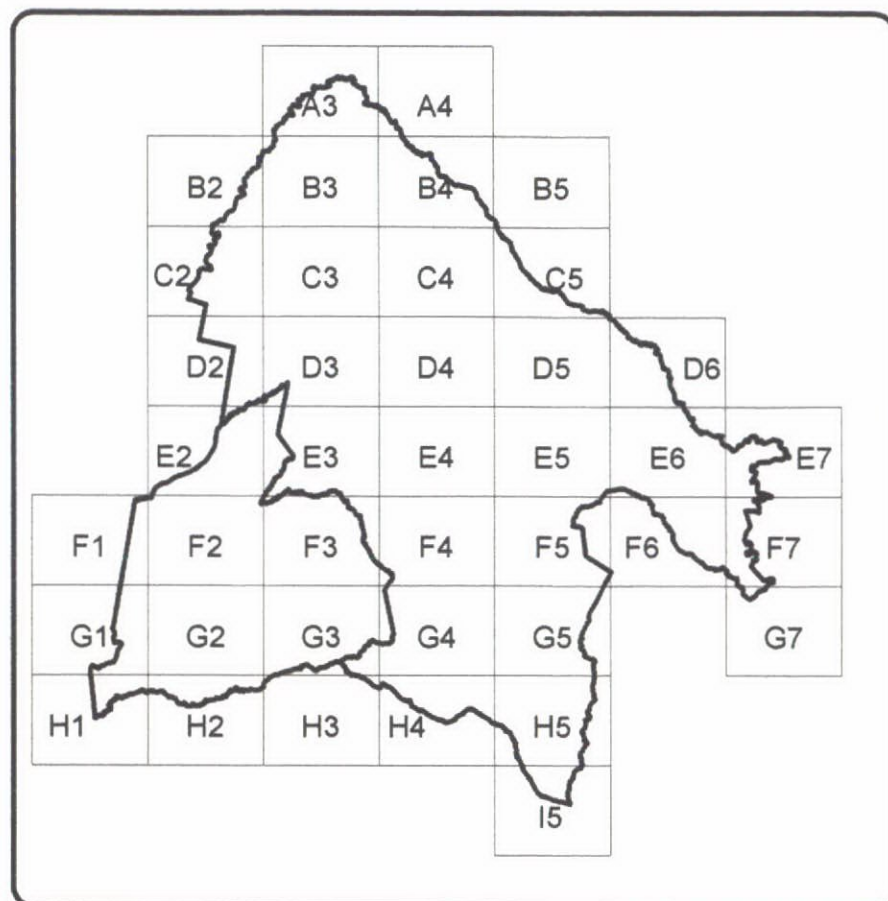 A3 A4
B2 B3 B4 B5
C2 C3 C4 C5
D2 D3 D4 D5 D6
E2 E3 E4 E5 E6 E7
F1 F2 F3 F4 F5 F6 F7
G1 G2 G3 G4 G5 G7
H1 H2 H3 H4 H5
I5